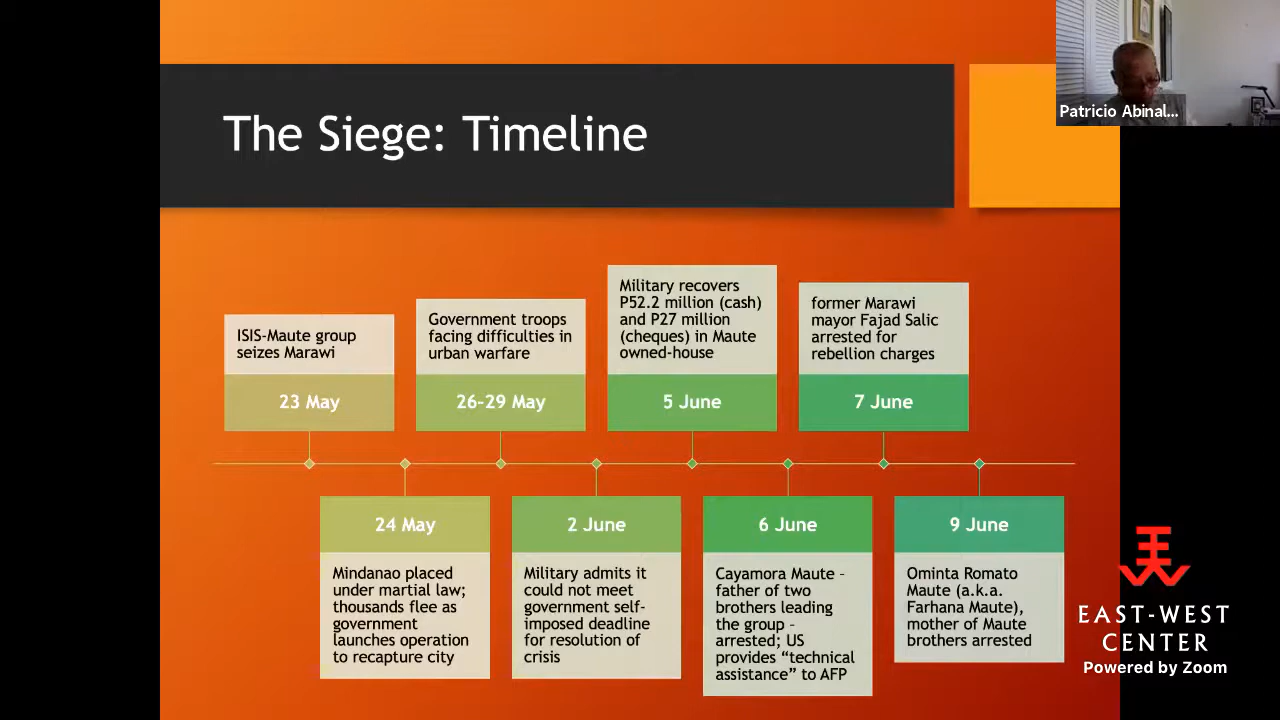 Patricio Abinal...
The Siege: Timeline
ISIS-Maute group
seizes Marawi
23 May
24 May
Mindanao placed
under martial law;
thousands flee as
government
launches operation
to recapture city
Government troops
facing difficulties in
urban warfare
26-29 May
2 June
Military admits it
could not meet
government self-
imposed deadline
for resolution of
crisis
Military recovers
P52.2 million (cash)
and P27 million
(cheques) in Maute
owned-house
5 June
6 June
Cayamora Maute –
father of two
brothers leading
the group –
arrested; US
provides “technical
assistance” to AFP
former Marawi
mayor Fajad Salic
arrested for
rebellion charges
7 June
9 June
Ominta Romato
Maute (a.k.a.
Farhana Maute),
mother of Maute
brothers arrested
EAST-WEST
CENTER
Powered by Zoom